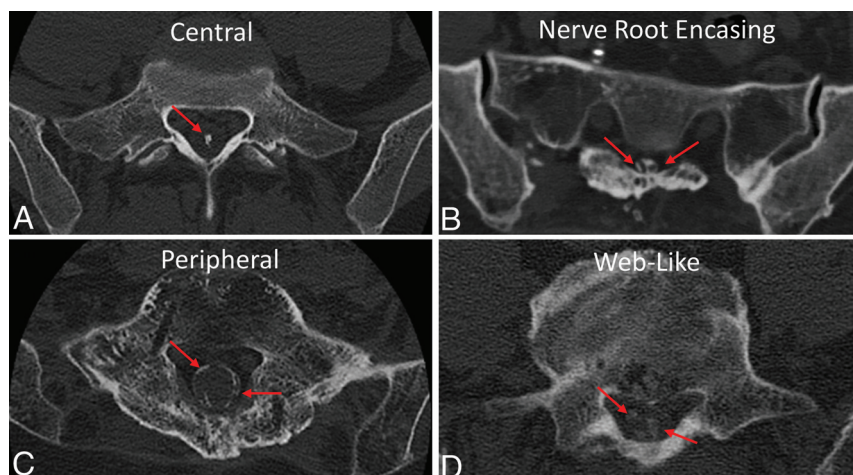 Central
A
Nerve Root Encasing
B
Peripheral
C
Web-Like
D